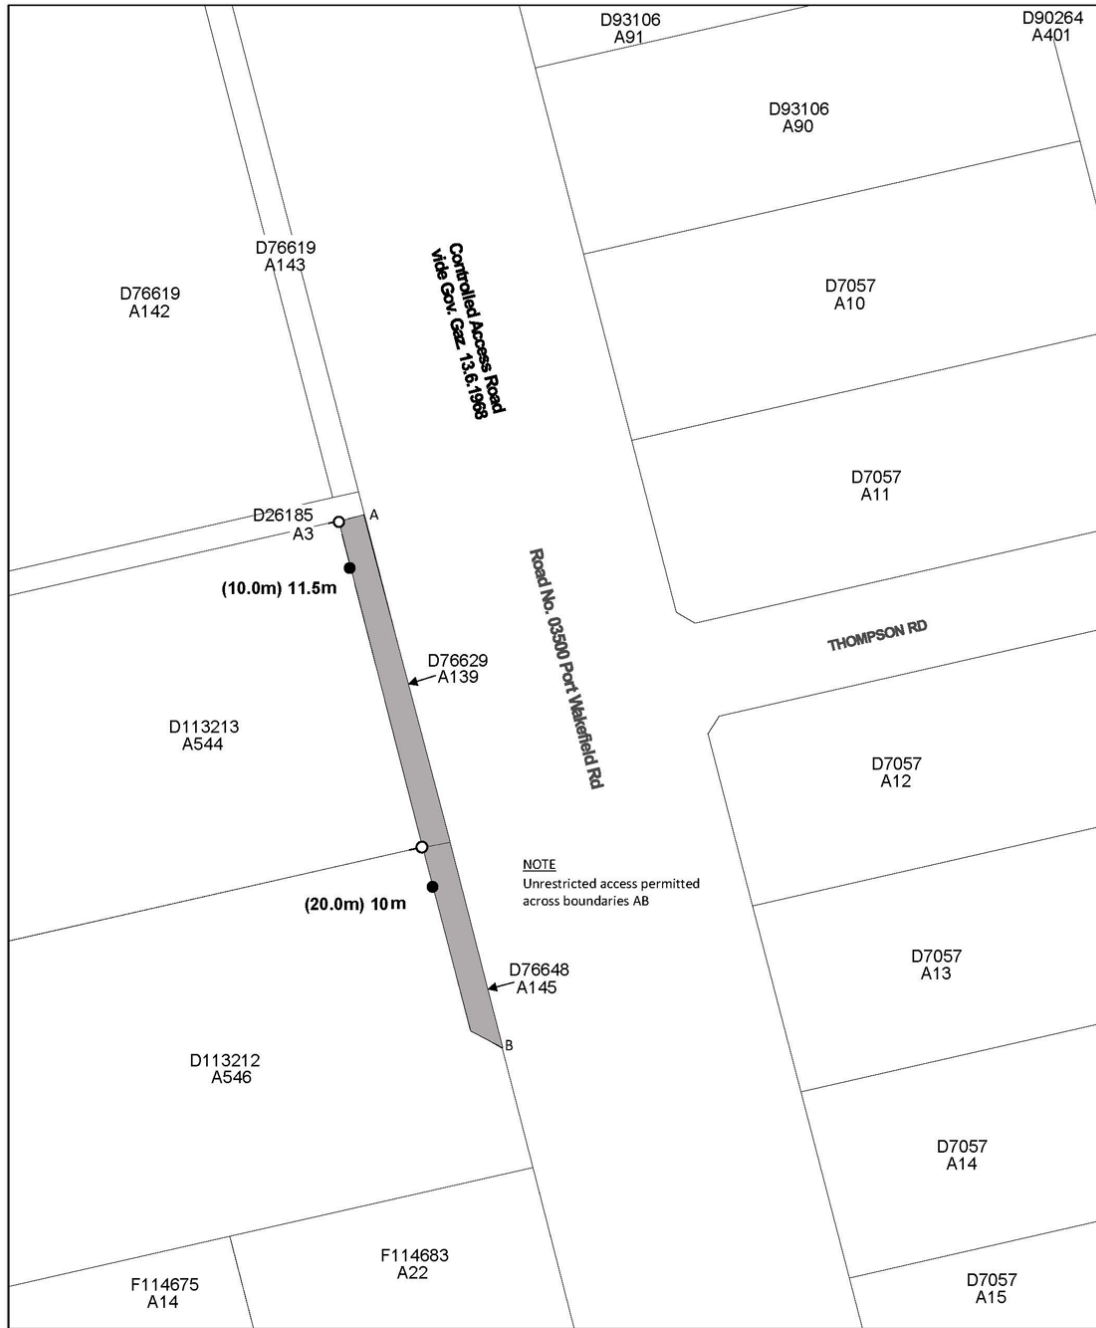 D93106
A91
D90264
A401
D93106
A90
D76619
A143
D76619
A142
Controlled Access Road
vide Gov. Gaz. 13.6.1968
D7057
A10
D7057
A11
D26185
A3
A
(10.0m) 11.5m
Road No. 03500 Port Wakefield Rd
THOMPSON RD
D76629
A139
D113213
A544
D7057
A12
NOTE
Unrestricted access permitted
across boundaries AB
(20.0m) 10m
D7057
A13
D76648
A145
B
D113212
A546
D7057
A14
F114683
A22
F114675
A14
D7057
A15